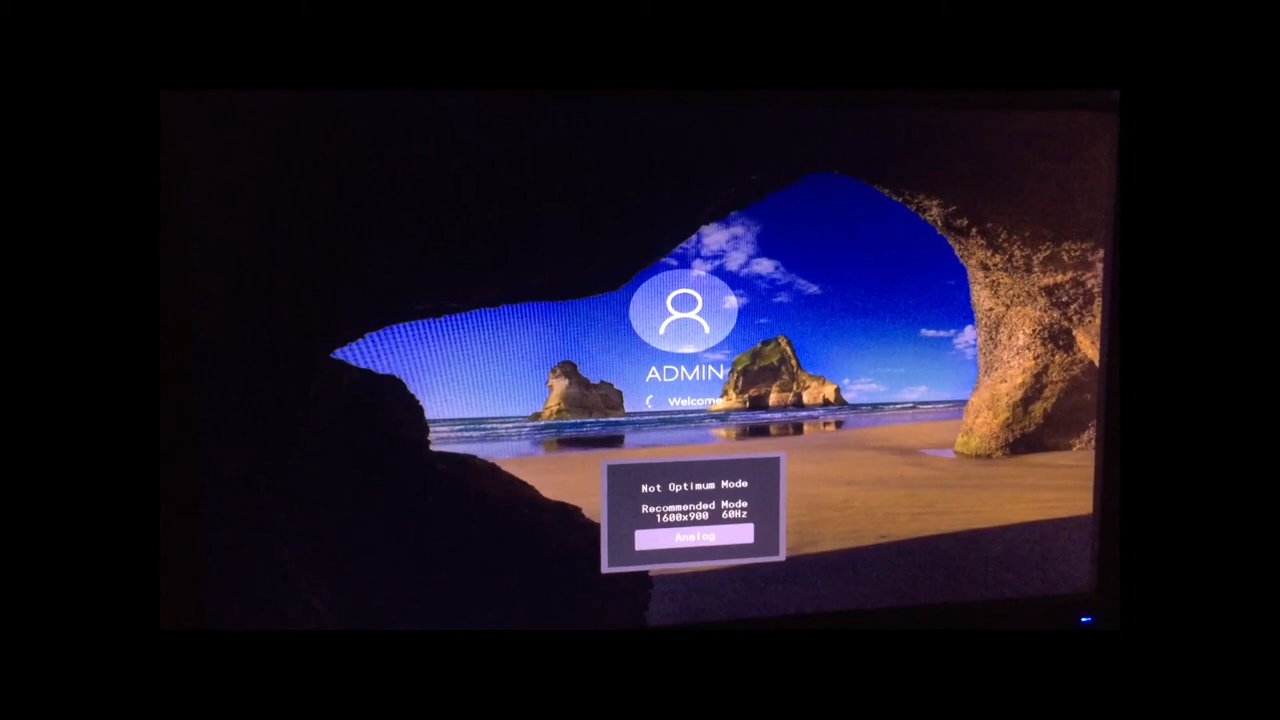 ADMIN
Welcome
Not Optimum Mode
Recommended Mode
1600x900 60Hz
Analog